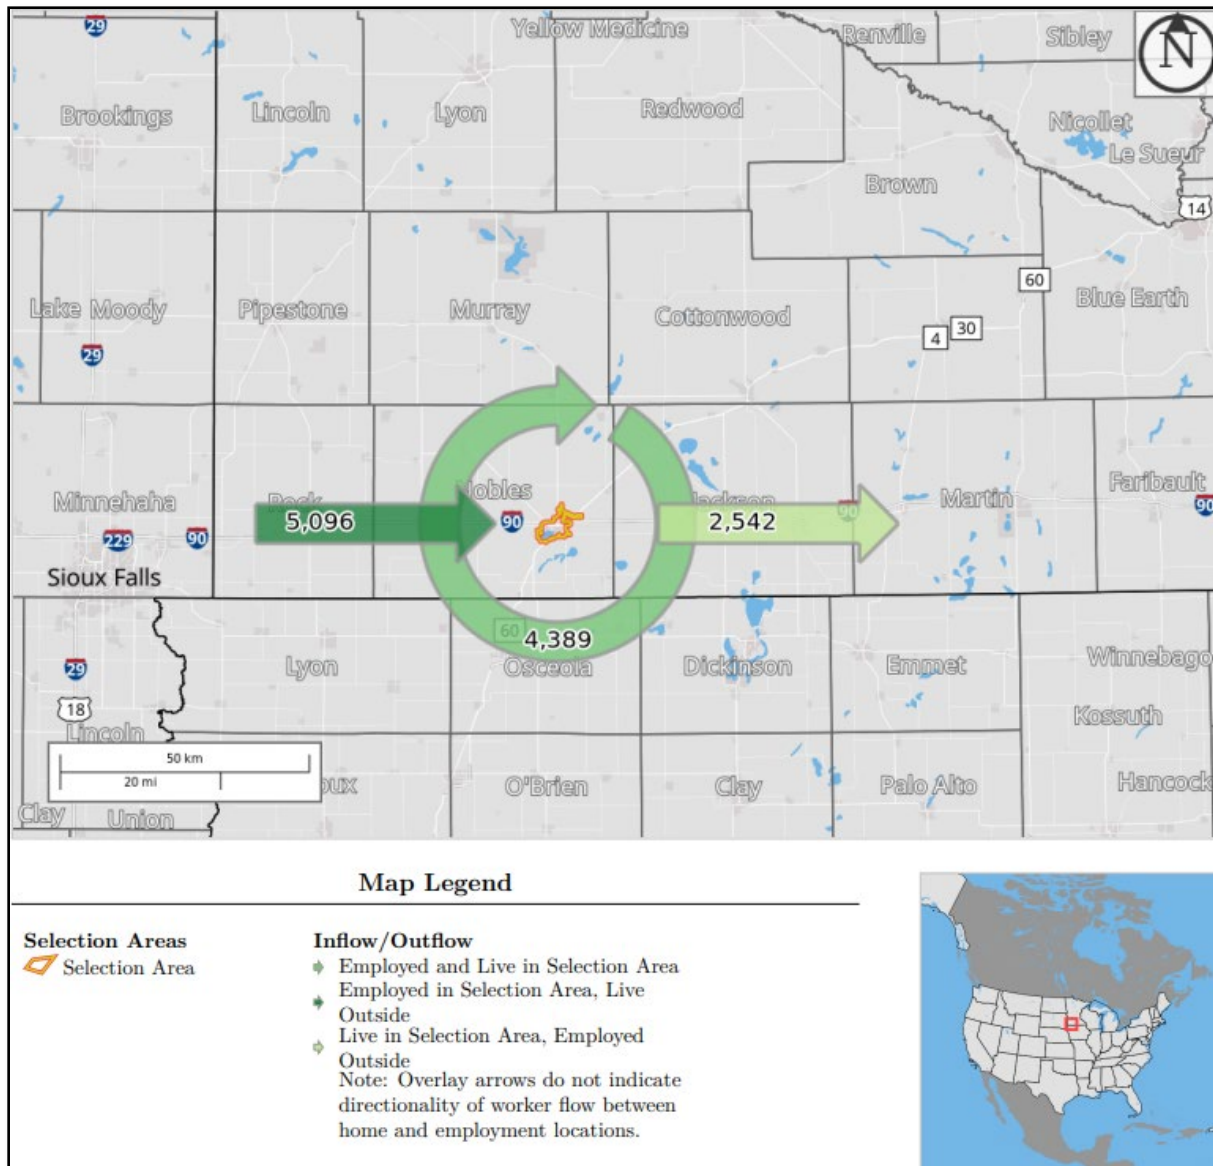 29
Yellow Medicine
Renville
Sibley
N
Brookings
Lincoln
Lyon
Redwood
Nicollet
Le Sueur
Brown
14
60
Lake Moody
Pipestone
Murray
Cottonwood
Blue Earth
4
30
29
Minnehaha
Nobles
Martin
Faribault
5,096
90
2,542
90
90
229
90
Sioux Falls
60
4,389
Lyon
Osceola
Dickinson
Emmet
Winnebago
29
18
Lincoln
Kossuth
50 km
20 mi
oux
O'Brien
Clay
Palo Alto
Hancock
Clay
Union
Map Legend
Selection Areas
Selection Area
Inflow/Outflow
Employed and Live in Selection Area
Employed in Selection Area, Live
Outside
Live in Selection Area, Employed
Outside
Note: Overlay arrows do not indicate
directionality of worker flow between
home and employment locations.